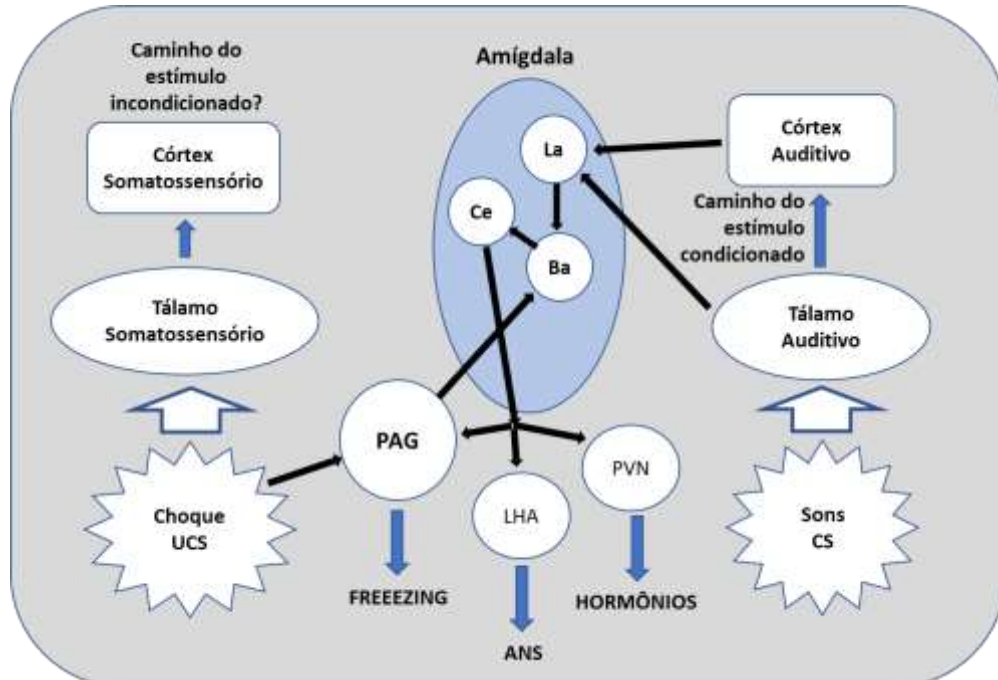 Caminho do
estímulo
incondicionado?
Córtex
Somatossensório
Tálamo
Somatossensório
Choque
UCS
Amígdala
La
Ce
Ba
PAG
LHA
PVN
FREEEZING
ANS
HORMÔNIOS
Córtex
Auditivo
Caminho do
estímulo
condicionado
Tálamo
Auditivo
Sons
CS